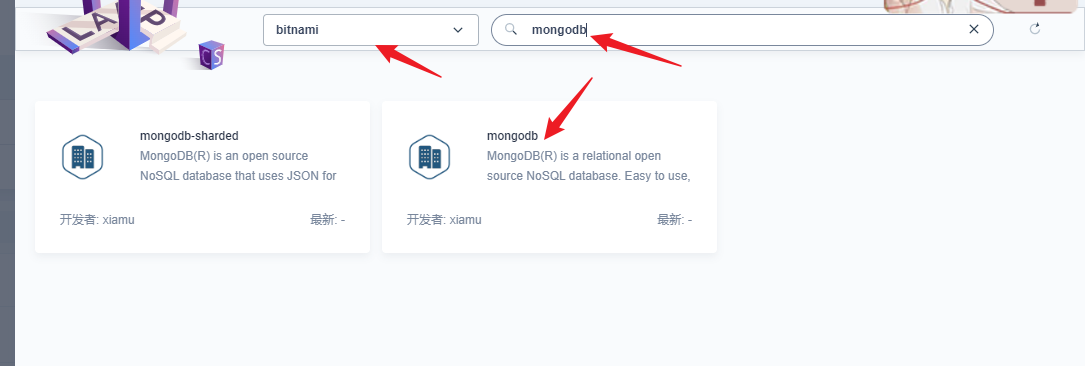 LAMP
CS
bitnami
mongodb
mongodb-sharded
MongoDB(R) is an open source
NoSQL database that uses JSON for
开发者: xiamu
最新: -
mongodb
MongoDB(R) is a relational open
source NoSQL database. Easy to use,
开发者: xiamu
最新: -